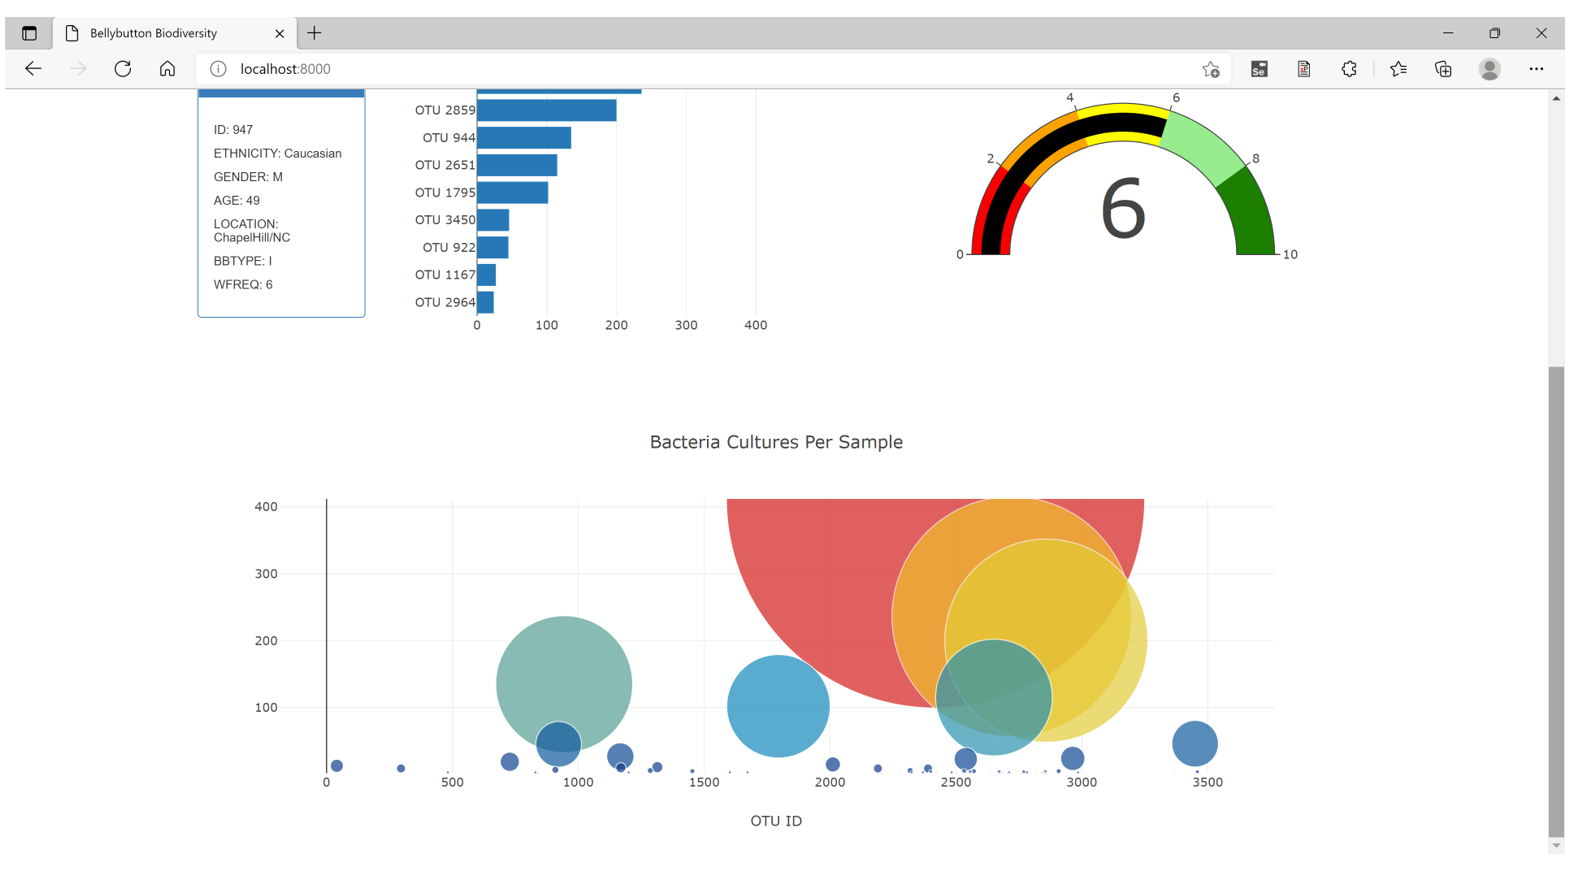 Bellybutton Biodiversity
localhost:8000
Se
ID: 947
ETHNICITY: Caucasian
GENDER: M
AGE: 49
LOCATION:
ChapelHill/NC
BBTYPE: I
WFREQ: 6
OTU 2859
OTU 944
OTU 2651
OTU 1795
OTU 3450
OTU 922
OTU 1167
OTU 2964
0 100 200 300 400
4 6
2 8
6
0 10
Bacteria Cultures Per Sample
400
300
200
100
0 500 1000 1500 2000 2500 3000 3500
OTU ID